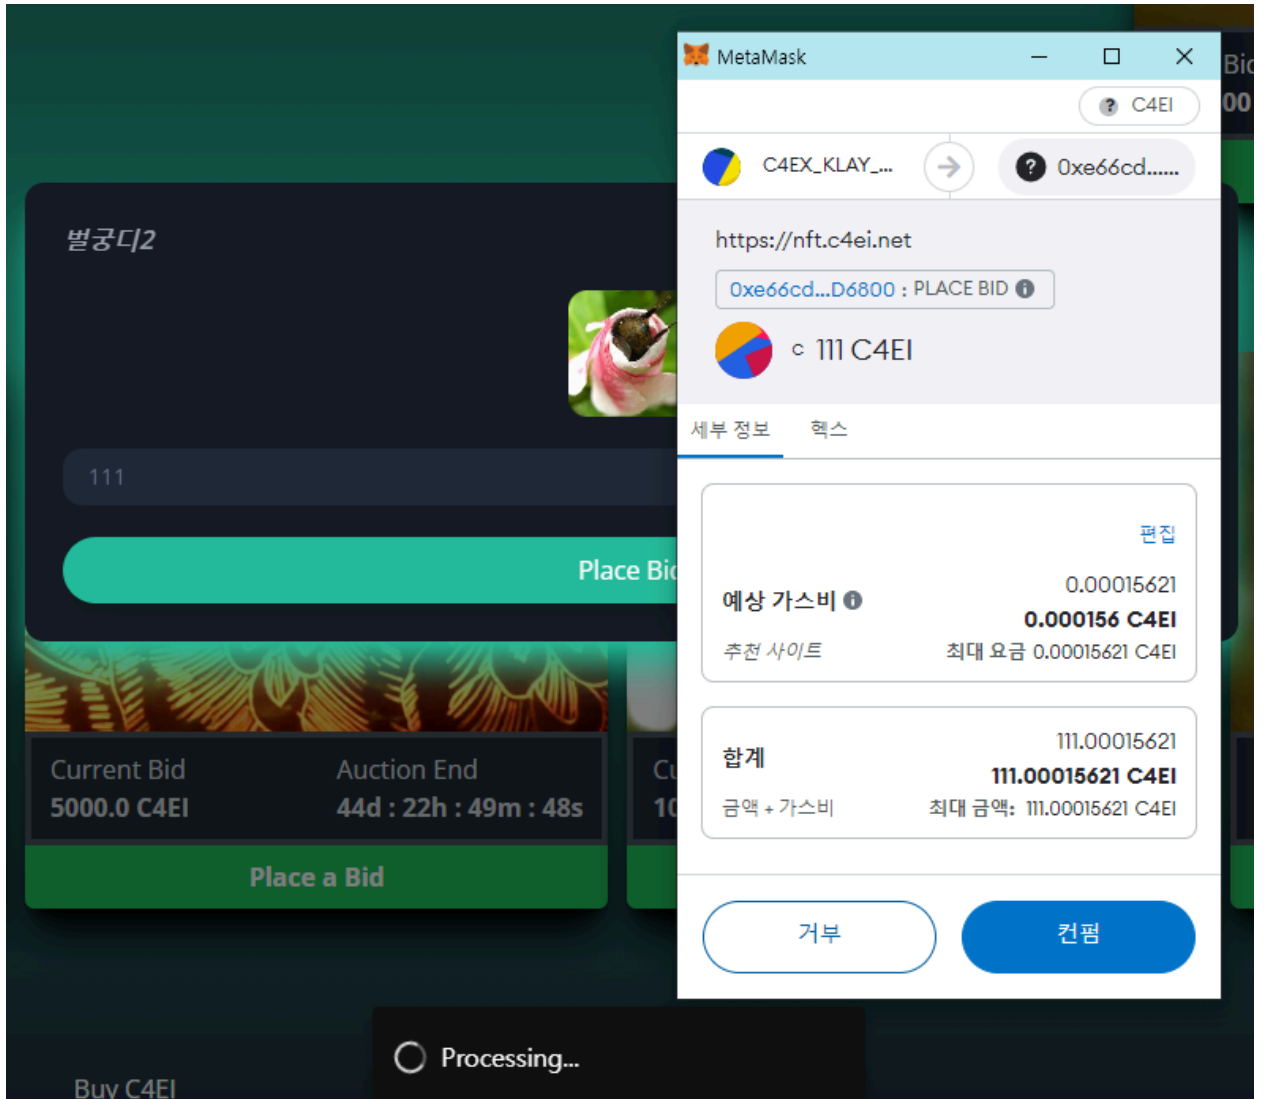 MetaMask
C4EI
C4EX_KLAY_...
0xe66cd......
https://nft.c4ei.net
0xe66cd...D6800 : PLACE BID
c 111 C4EI
세부 정보
헥스
편집
예상 가스비
0.00015621
0.000156 C4EI
추천 사이트
최대 요금 0.00015621 C4EI
합계
111.00015621
111.00015621 C4EI
금액 + 가스비
최대 금액: 111.00015621 C4EI
거부
컨펌
벌궁디2
111
Place Bid
Current Bid
5000.0 C4EI
Auction End
44d : 22h : 49m : 48s
Place a Bid
Processing...
Buy C4EI